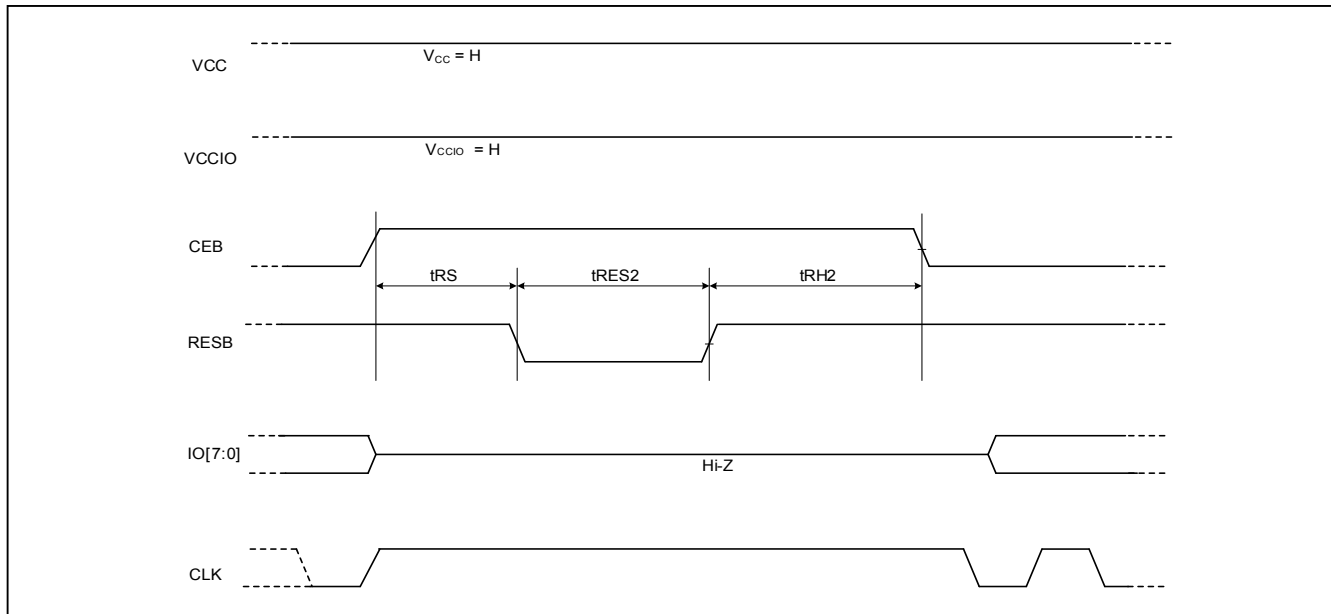 VCC
VCC = H
VCCIO
VCCIO = H
CEB
tRS
tRES2
tRH2
RESB
IO[7:0]
Hi-Z
CLK